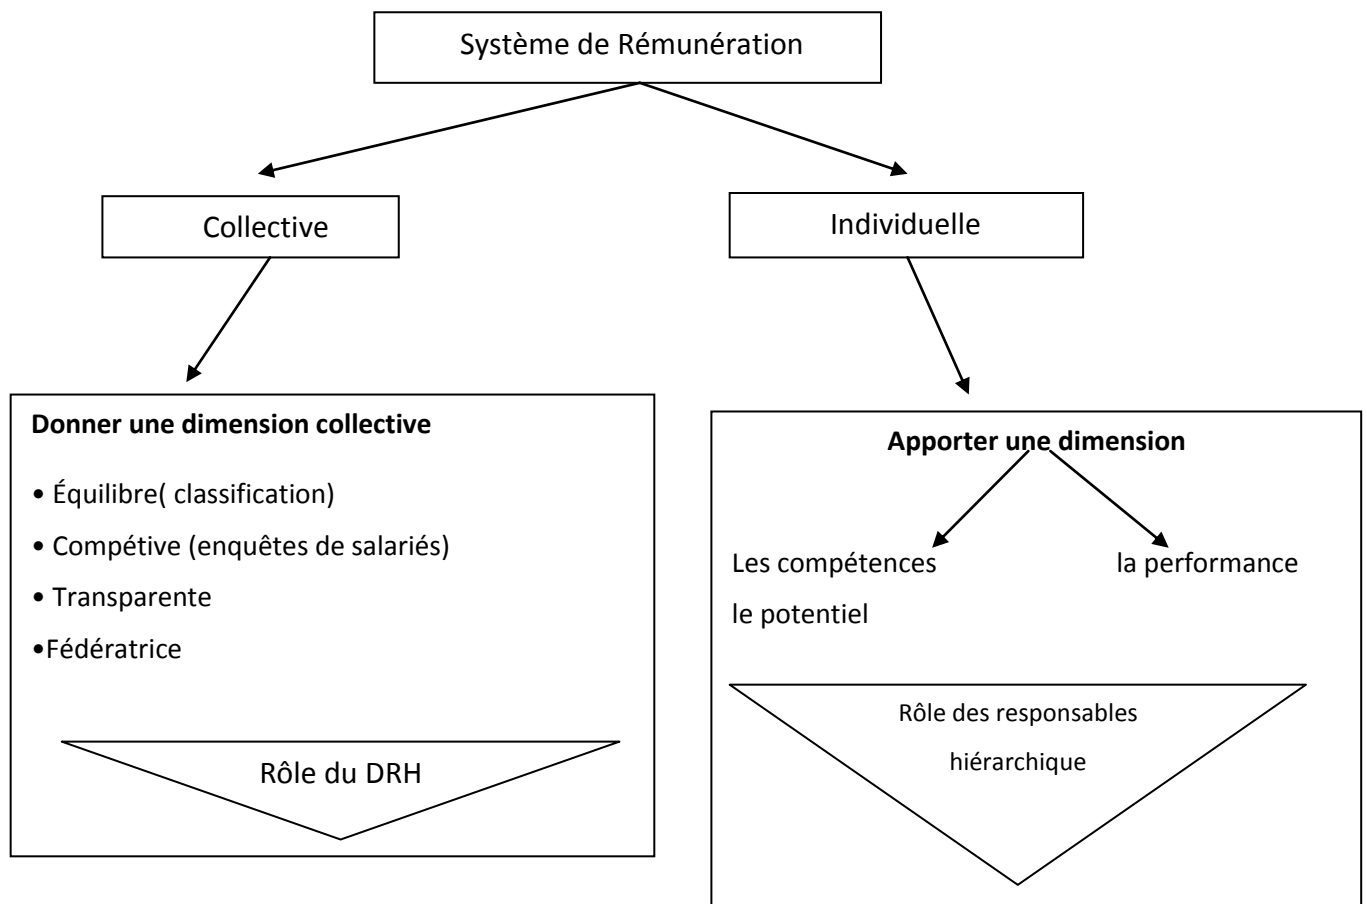 Système de Rémunération
Collective
Individuelle
Donner une dimension collective
• Équilibre( classification)
• Compétive (enquêtes de salariés)
• Transparente
•Fédératrice
Rôle du DRH
Apporter une dimension
Les compétences la performance
le potentiel
Rôle des responsables
hiérarchique